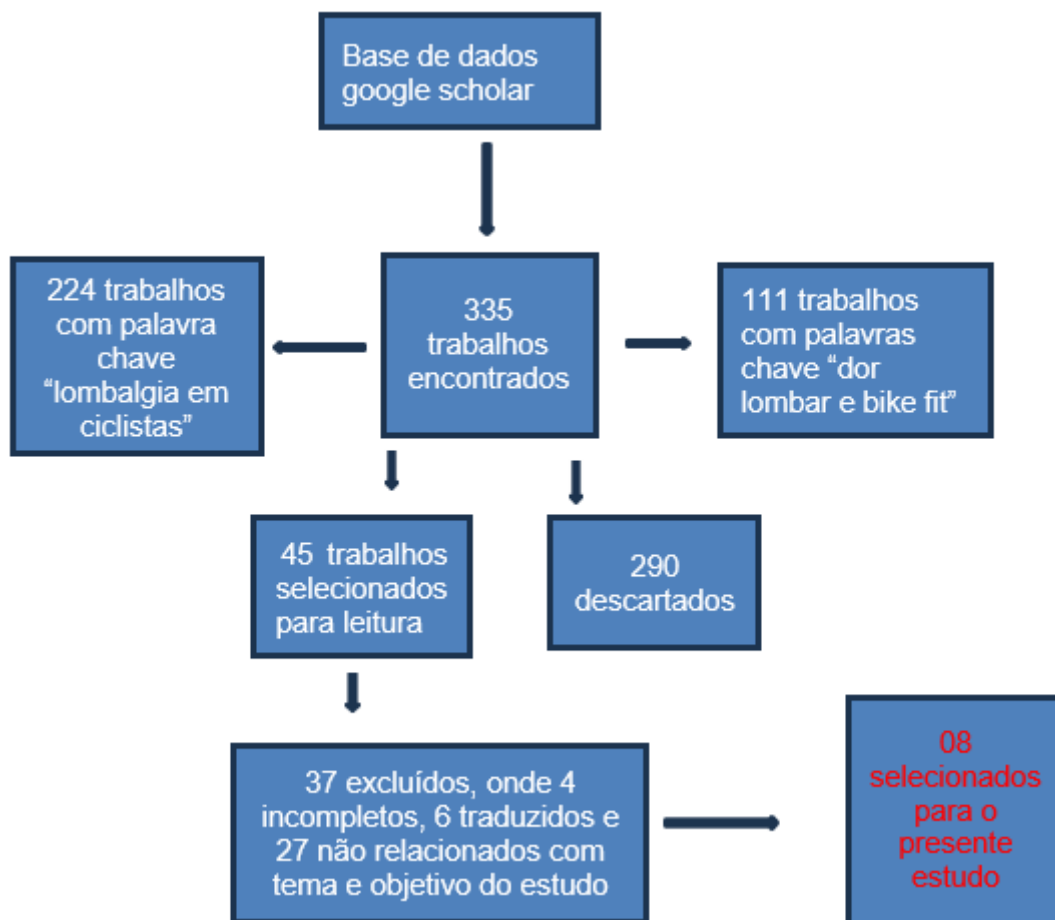 Base de dados
google scholar
224 trabalhos
com palavra
chave
“lombalgia em
ciclistas”
335
trabalhos
encontrados
111 trabalhos
com palavras
chave “dor
lombar e bike fit”
45 trabalhos
selecionados
para leitura
290
descartados
37 excluídos, onde 4
incompletos, 6 traduzidos e
27 não relacionados com
tema e objetivo do estudo
08
selecionados
para o
presente
estudo